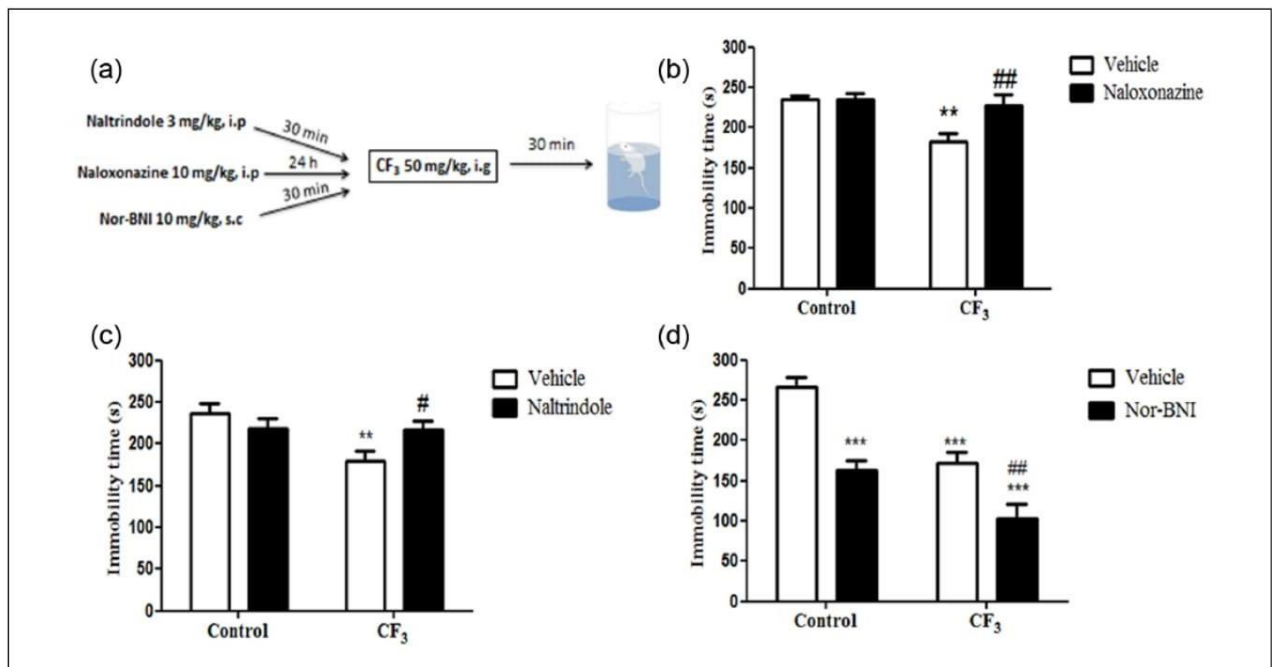 (a)
Naltrindole 3 mg/kg, i.p
30 min
Naloxonazine 10 mg/kg, i.p
24 h
30 min
Nor-BNI 10 mg/kg, s.c
CF₃ 50 mg/kg, i.g
30 min
(b)
Immobility time (s)
300
250
200
150
100
50
0
**
##
Control
CF₃
Vehicle
Naloxonazine
(c)
Immobility time (s)
300
250
200
150
100
50
0
**
#
Control
CF₃
Vehicle
Naltrindole
(d)
Immobility time (s)
300
250
200
150
100
50
0
***
***
##
***
Control
CF₃
Vehicle
Nor-BNI